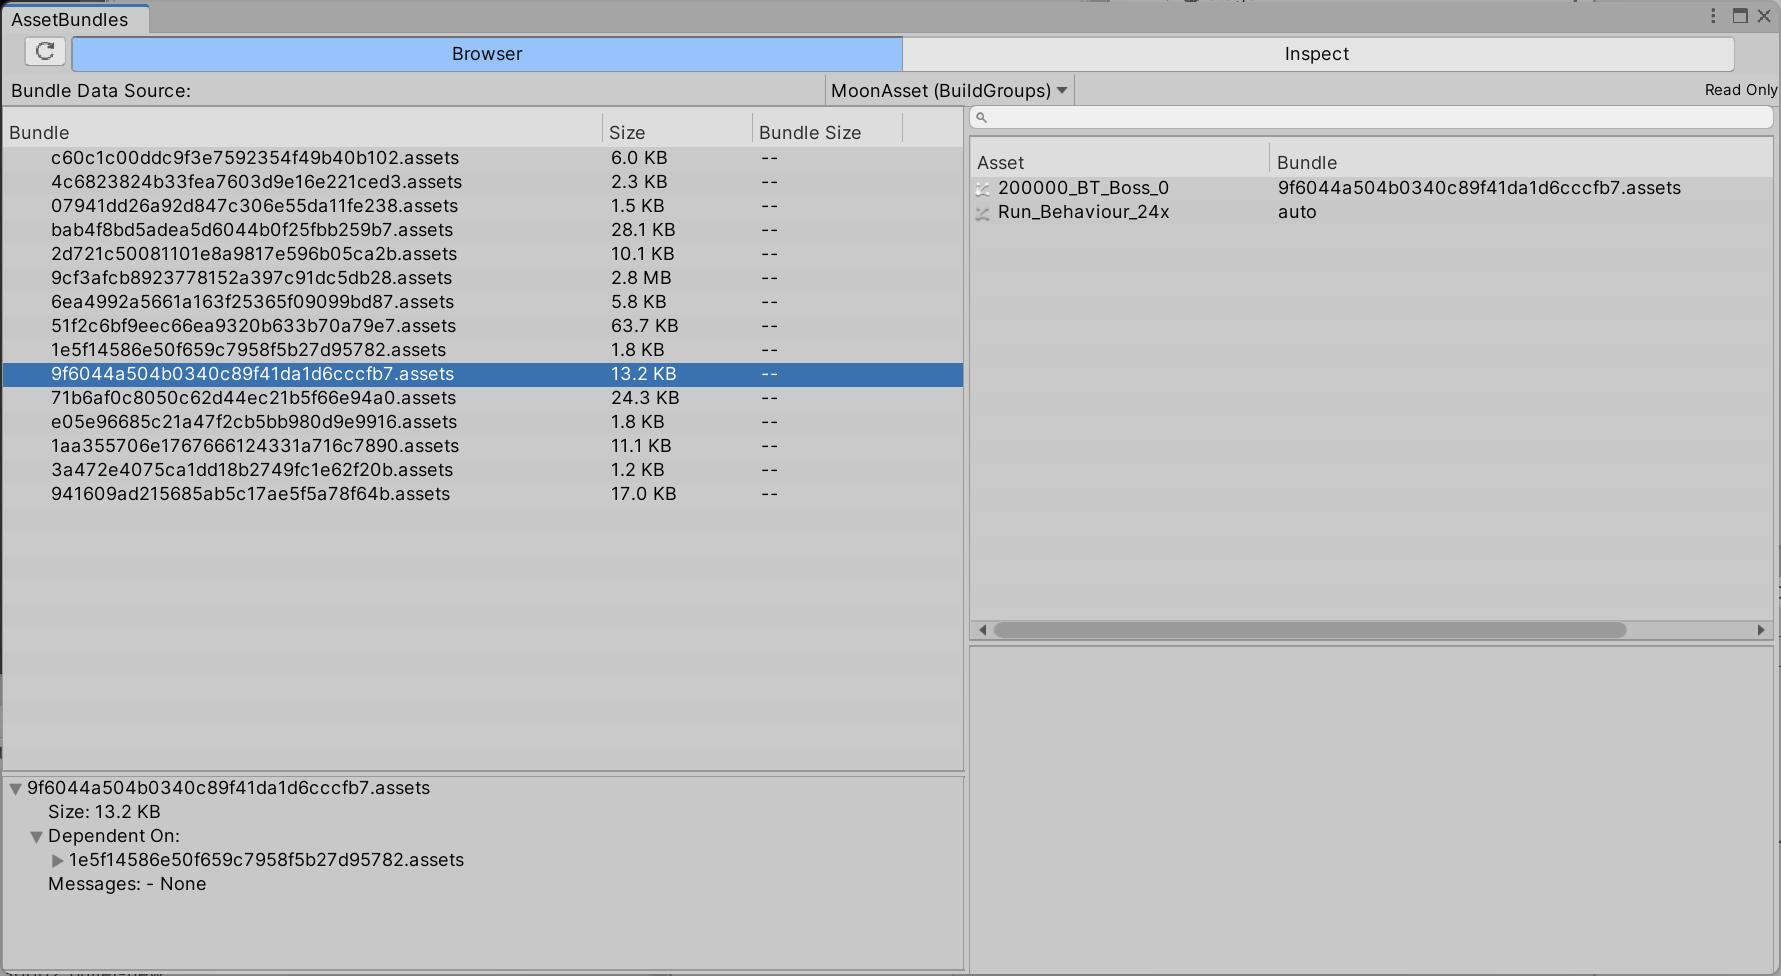 AssetBundles
Browser Inspect
Bundle Data Source: MoonAsset (BuildGroups) Read Only
Bundle Size Bundle Size
c60c1c00ddc9f3e7592354f49b40b102.assets 6.0 KB --
4c6823824b33fea7603d9e16e221ced3.assets 2.3 KB --
07941dd26a92d847c306e55da11fe238.assets 1.5 KB --
bab4f8bd5adea5d6044b0f25fbb259b7.assets 28.1 KB --
2d721c50081101e8a9817e596b05ca2b.assets 10.1 KB --
9cf3afcb8923778152a397c91dc5db28.assets 2.8 MB --
6ea4992a5661a163f25365f09099bd87.assets 5.8 KB --
51f2c6bf9eec66ea9320b633b70a79e7.assets 63.7 KB --
1e5f14586e50f659c7958f5b27d95782.assets 1.8 KB --
9f6044a504b0340c89f41da1d6cccfb7.assets 13.2 KB --
71b6af0c8050c62d44ec21b5f66e94a0.assets 24.3 KB --
e05e96685c21a47f2cb5bb980d9e9916.assets 1.8 KB --
1aa355706e1767666124331a716c7890.assets 11.1 KB --
3a472e4075ca1dd18b2749fc1e62f20b.assets 1.2 KB --
941609ad215685ab5c17ae5f5a78f64b.assets 17.0 KB --
Asset Bundle
200000_BT_Boss_0 9f6044a504b0340c89f41da1d6cccfb7.assets
Run_Behaviour_24x auto
9f6044a504b0340c89f41da1d6cccfb7.assets
Size: 13.2 KB
Dependent On:
1e5f14586e50f659c7958f5b27d95782.assets
Messages: - None